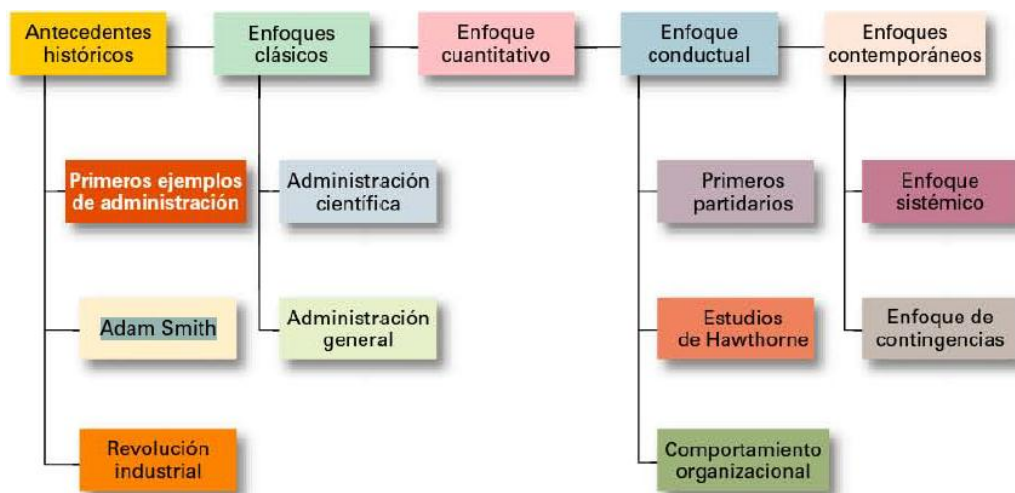 Antecedentes
históricos
Enfoques
clásicos
Enfoque
cuantitativo
Enfoque
conductual
Enfoques
contemporáneos
Primeros ejemplos
de administración
Administración
científica
Primeros
partidarios
Enfoque
sistémico
Adam Smith
Administración
general
Estudios
de Hawthorne
Enfoque de
contingencias
Revolución
industrial
Comportamiento
organizacional